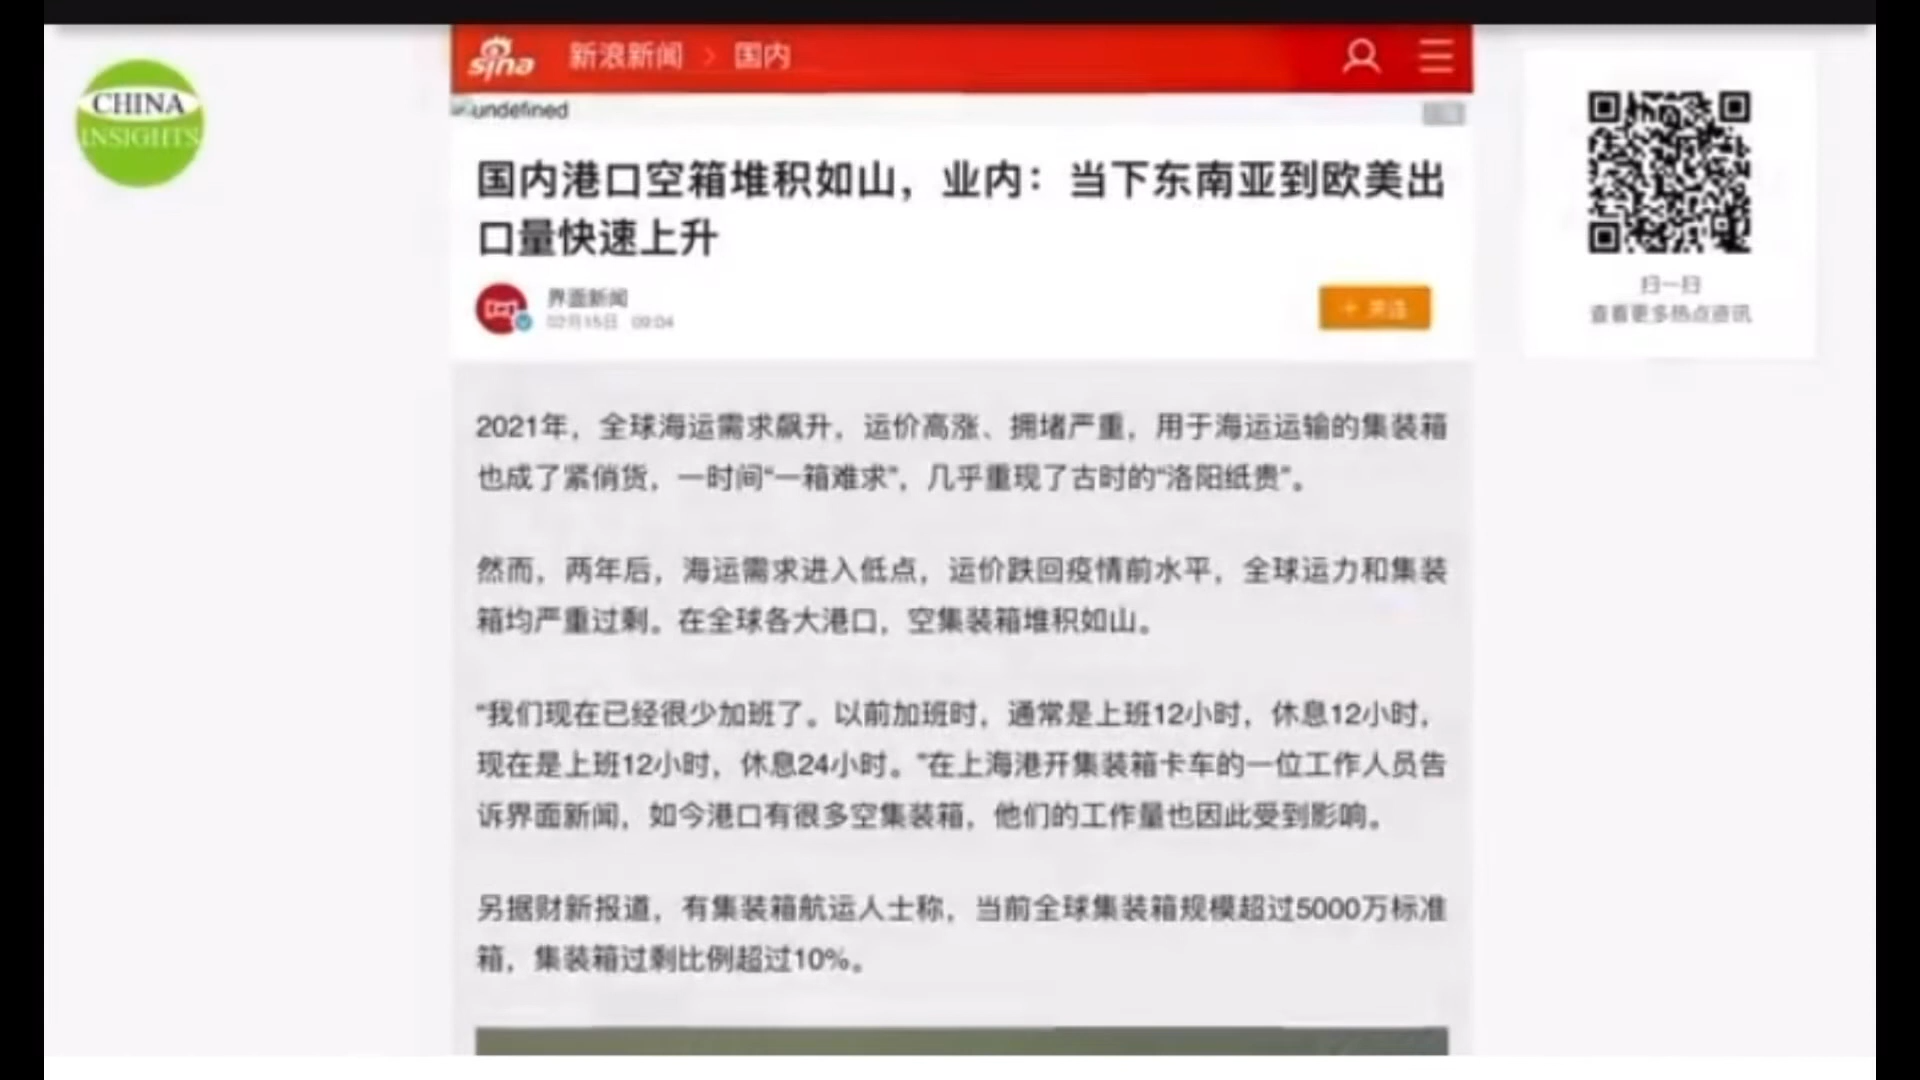 CHINA
INSIGHTS
sina 新浪新闻 > 国内
undefined
国内港口空箱堆积如山，业内：当下东南亚到欧美出
口量快速上升
界面新闻
02月15日 09:04
+ 关注
扫一扫
查看更多热点资讯
2021年，全球海运需求飙升，运价高涨、拥堵严重，用于海运运输的集装箱
也成了紧俏货，一时间“一箱难求”，几乎重现了古时的“洛阳纸贵”。
然而，两年后，海运需求进入低点，运价跌回疫情前水平，全球运力和集装
箱均严重过剩。在全球各大港口，空集装箱堆积如山。
“我们现在已经很少加班了。以前加班时，通常是上班12小时，休息12小时，
现在是上班12小时，休息24小时。”在上海港开集装箱卡车的一位工作人员告
诉界面新闻，如今港口有很多空集装箱，他们的工作量也因此受到影响。
另据财新报道，有集装箱航运人士称，当前全球集装箱规模超过5000万标准
箱，集装箱过剩比例超过10%。